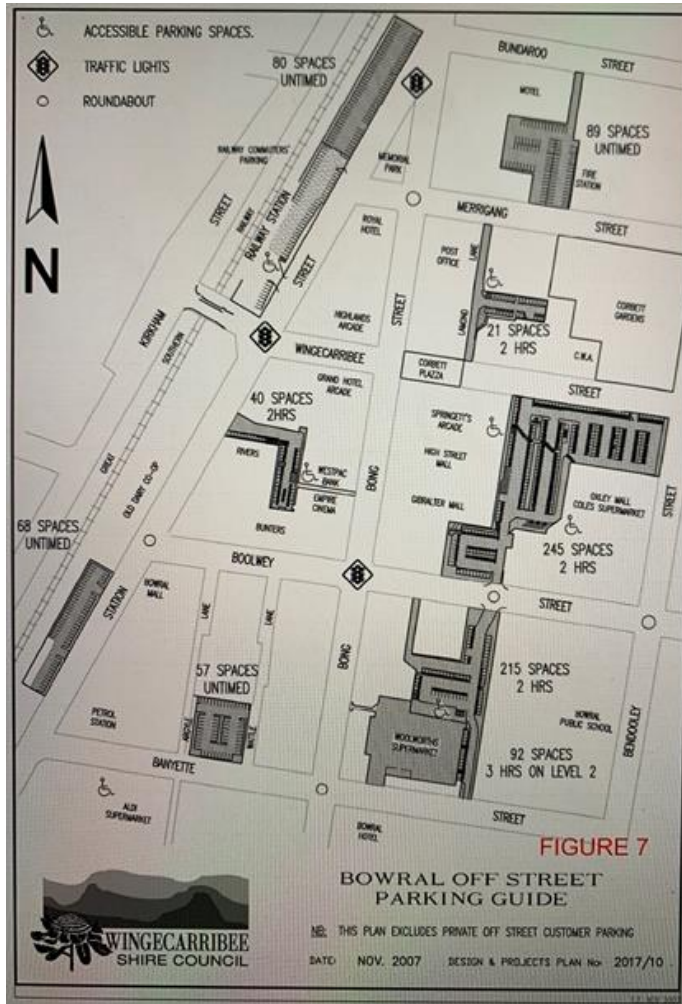 ACCESSIBLE PARKING SPACES.
TRAFFIC LIGHTS
ROUNDABOUT
80 SPACES
UNTIMED
BUNDAROO
STREET
MOTEL
89 SPACES
UNTIMED
FIRE
STATION
RAILWAY COMMUTERS'
PARKING
MEMORIAL
PARK
N
STREET
RAILWAY
RAILWAY STATION
STREET
ROYAL
HOTEL
MERRIGANG
STREET
POST
OFFICE
LANE
CORBETT
GARDENS
KIRKHAM
SOUTHERN
HIGHLANDS
ARCADE
STREET
LAMOND
21 SPACES
2 HRS
C.W.A.
WINGECARRIBEE
CORBETT
PLAZZA
STREET
GRAND HOTEL
ARCADE
40 SPACES
2HRS
SPRINGETT'S
ARCADE
RIVERS
WESTPAC
BANK
EMPIRE
CINEMA
BONG
HIGH STREET
MALL
GIBRALTER MALL
OXLEY MALL
COLES SUPERMARKET
STREET
GREAT
OLD DAIRY CO-OP
BUNTERS
245 SPACES
2 HRS
68 SPACES
UNTIMED
BOOLWEY
STREET
STATION
BOWRAL
MALL
LANE
LANE
BONG
57 SPACES
UNTIMED
215 SPACES
2 HRS
BOWRAL
PUBLIC SCHOOL
BENDOOLEY
PETROL
STATION
ARGYLE
WATTLE
WOOLWORTHS
SUPERMARKET
92 SPACES
3 HRS ON LEVEL 2
BANYETTE
STREET
ALDI
SUPERMARKET
BOWRAL
HOTEL
FIGURE 7
BOWRAL OFF STREET
PARKING GUIDE
WINGECARRIBEE
SHIRE COUNCIL
NB: THIS PLAN EXCLUDES PRIVATE OFF STREET CUSTOMER PARKING
DATE: NOV. 2007 DESIGN & PROJECTS PLAN No: 2017/10